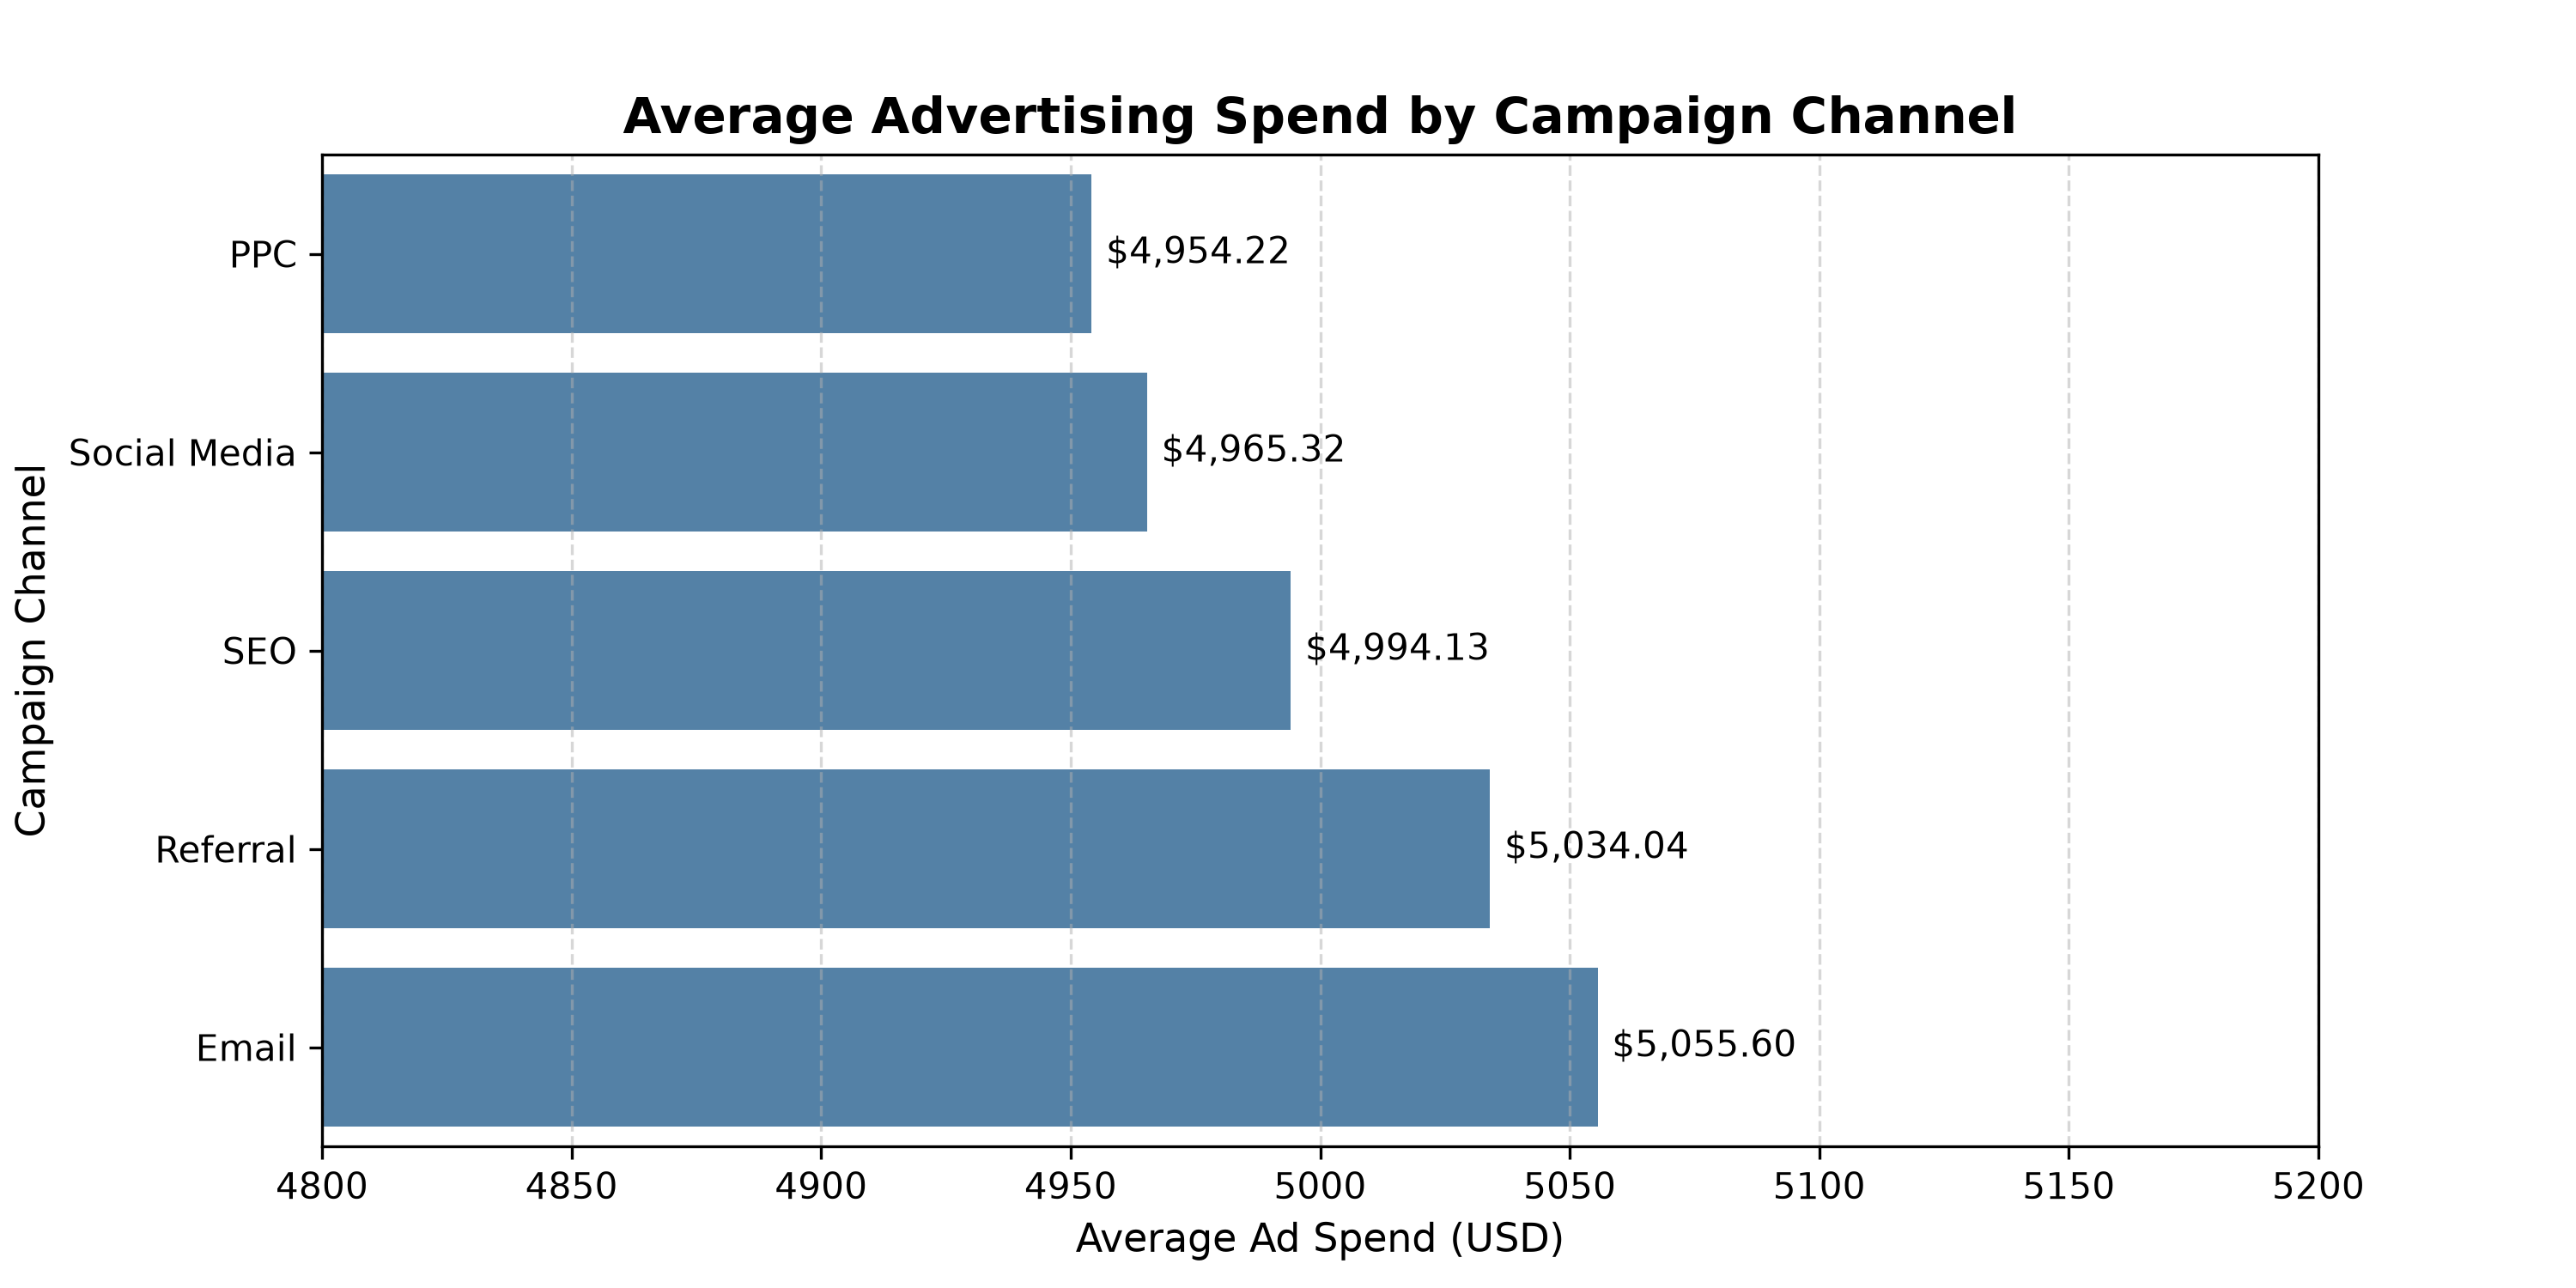 Average Advertising Spend by Campaign Channel
Campaign Channel
PPC
$4,954.22
Social Media
$4,965.32
SEO
$4,994.13
Referral
$5,034.04
Email
$5,055.60
4800 4850 4900 4950 5000 5050 5100 5150 5200
Average Ad Spend (USD)